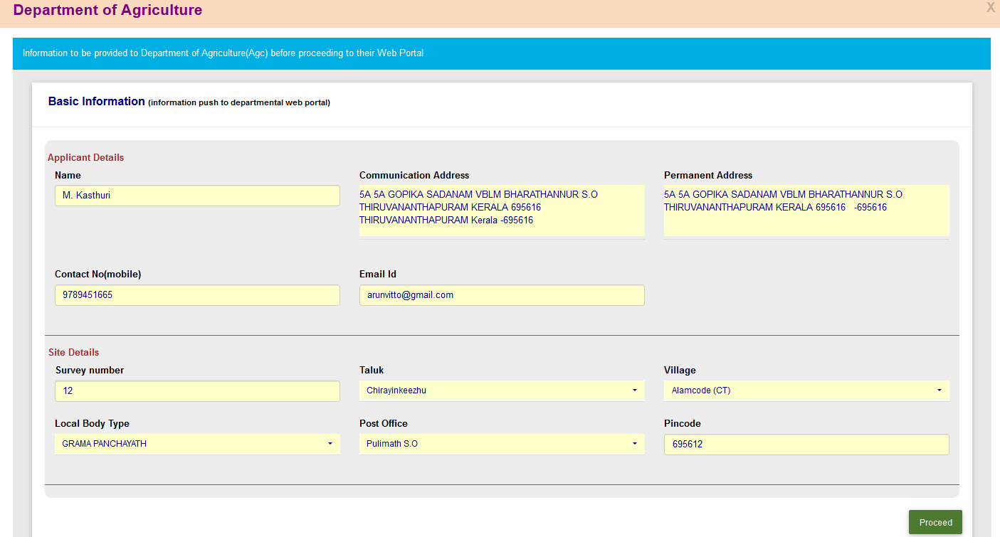 Department of Agriculture
X
Information to be provided to Department of Agriculture(Agc) before proceeding to their Web Portal
Basic Information (information push to departmental web portal)
Applicant Details
Name
M. Kasthuri
Communication Address
5A 5A GOPIKA SADANAM VBLM BHARATHANNUR S.O
THIRUVANANTHAPURAM KERALA 695616
THIRUVANANTHAPURAM Kerala -695616
Permanent Address
5A 5A GOPIKA SADANAM VBLM BHARATHANNUR S.O
THIRUVANANTHAPURAM KERALA 695616 -695616
Contact No(mobile)
9789451665
Email Id
arunvitto@gmail.com
Site Details
Survey number
12
Taluk
Chirayinkeezhu
Village
Alamcode (CT)
Local Body Type
GRAMA PANCHAYATH
Post Office
Pulimath S.O
Pincode
695612
Proceed